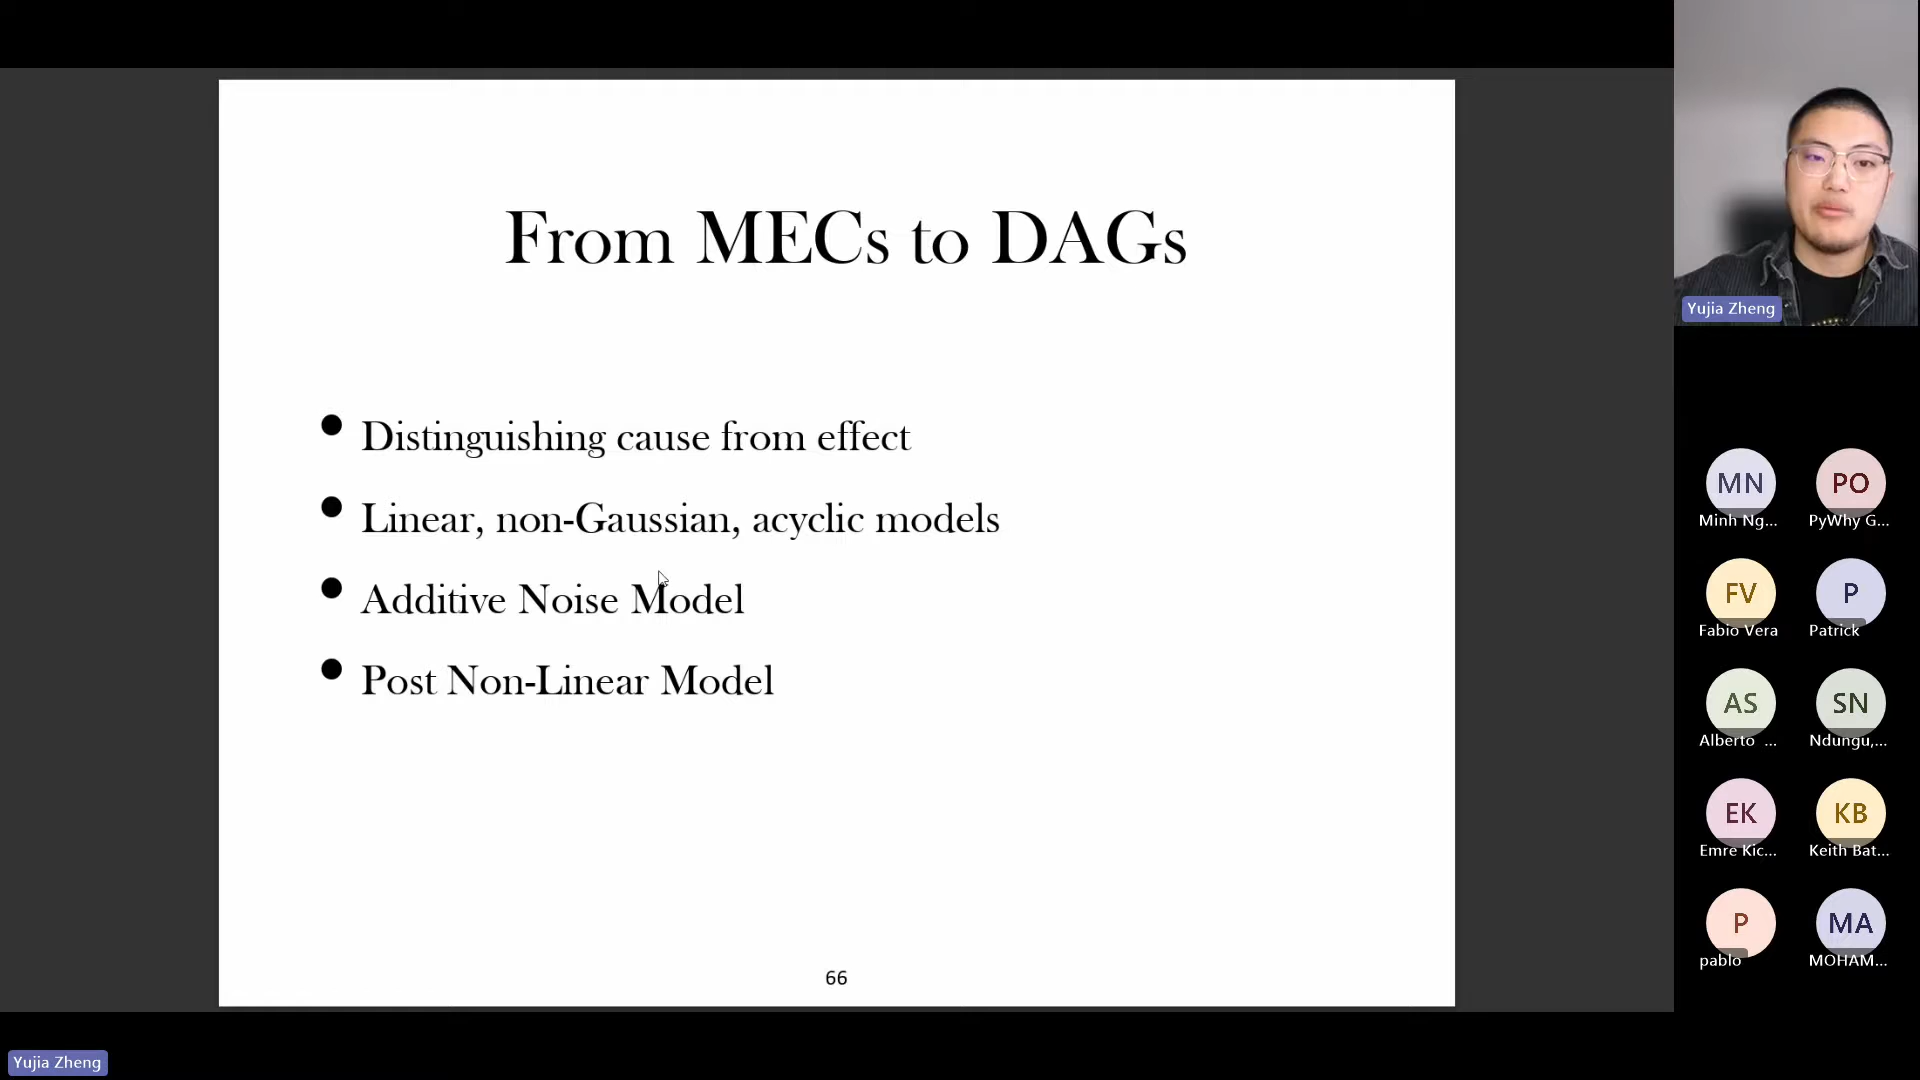 From MECs to DAGs
• Distinguishing cause from effect
• Linear, non-Gaussian, acyclic models
• Additive Noise Model
• Post Non-Linear Model
66
Yujia Zheng
MN
Minh Ng...
PO
PyWhy G...
FV
Fabio Vera
P
Patrick
AS
Alberto ...
SN
Ndungu,...
EK
Emre Kic...
KB
Keith Bat...
P
pablo
MA
MOHAM...
Yujia Zheng